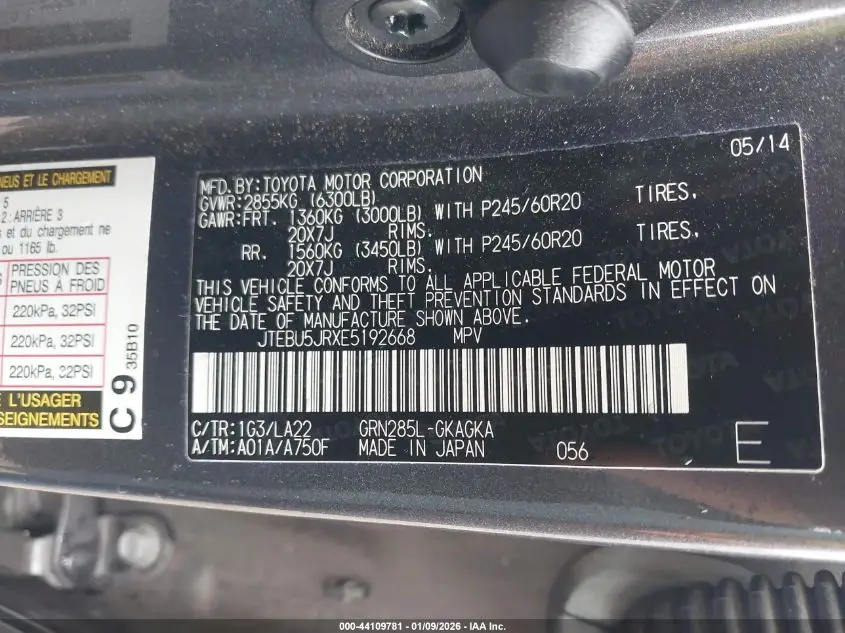 NEUS ET LE CHARGEMENT
5
2: ARRIÈRE 3
s et du chargement ne
ou 1165 lb.
PRESSION DES
PNEUS À FROID
220kPa, 32PSI
220kPa, 32PSI
220kPa, 32PSI
L'USAGER
SEIGNEMENTS
C 9
35B10
05/14
MFD. BY: TOYOTA MOTOR CORPORATION
GVWR: 2855KG (6300LB)
GAWR: FRT. 1360KG (3000LB) WITH P245/60R20 TIRES.
20X7J RIMS.
RR. 1560KG (3450LB) WITH P245/60R20 TIRES.
20X7J RIMS.
THIS VEHICLE CONFORMS TO ALL APPLICABLE FEDERAL MOTOR
VEHICLE SAFETY AND THEFT PREVENTION STANDARDS IN EFFECT ON
THE DATE OF MANUFACTURE SHOWN ABOVE.
JTEBU5JRXE5192668 MPV
C/TR: 1G3/LA22 GRN285L-GKAGKA
A/TM: A01A/A750F MADE IN JAPAN 056 E
000-44109781 - 01/09/2026 - IAA Inc.